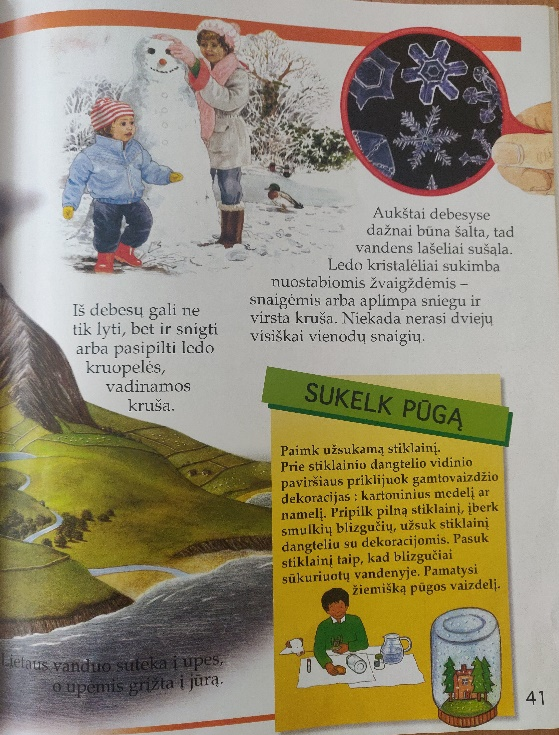 Aukštai debesyse
dažnai būna šalta, tad
vandens lašeliai sušąla.
Ledo kristalėliai sukimba
nuostabiomis žvaigždėmis –
snaigėmis arba aplimpa sniegu ir
virsta kruša. Niekada nerasi dviejų
visiškai vienodų snaigių.
Iš debesų gali ne
tik lyti, bet ir snigti
arba pasipilti ledo
kruopelės,
vadinamos
kruša.
SUKELK PŪGĄ
Paimk užsukamą stiklainį.
Prie stiklainio dangtelio vidinio
paviršiaus priklijuok gamtovaizdžio
dekoracijas : kartoninius medelį ar
namelį. Pripilk pilną stiklainį, įberk
smulkių blizgučių, užsuk stiklainį
dangteliu su dekoracijomis. Pasuk
stiklainį taip, kad blizgučiai
sūkuriuotų vandenyje. Pamatysi
žiemišką pūgos vaizdelį.
Lietaus vanduo suteka į upes,
o upėmis grįžta į jūrą.
41